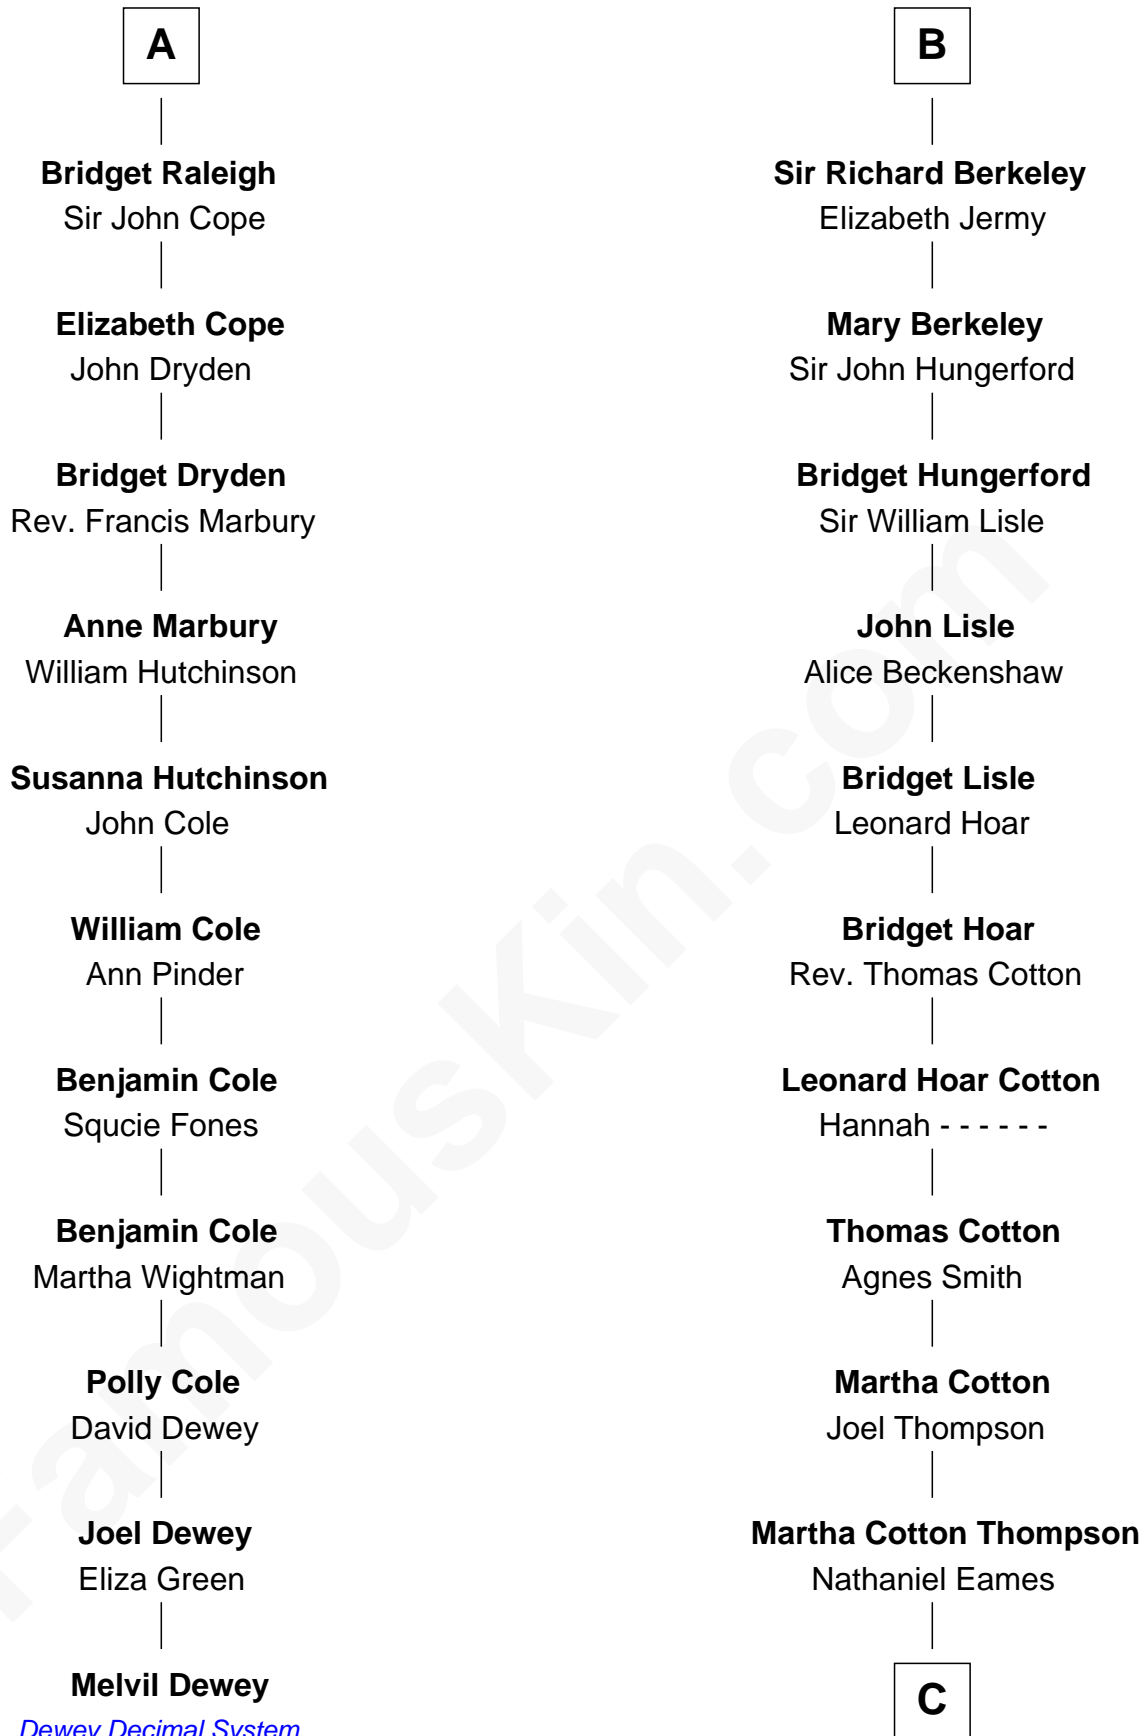 A
Bridget Raleigh
Sir John Cope
Elizabeth Cope
John Dryden
Bridget Dryden
Rev. Francis Marbury
Anne Marbury
William Hutchinson
Susanna Hutchinson
John Cole
William Cole
Ann Pinder
Benjamin Cole
Squcie Fones
Benjamin Cole
Martha Wightman
Polly Cole
David Dewey
Joel Dewey
Eliza Green
Melvil Dewey
Dewey Decimal System
B
Sir Richard Berkeley
Elizabeth Jermy
Mary Berkeley
Sir John Hungerford
Bridget Hungerford
Sir William Lisle
John Lisle
Alice Beckenshaw
Bridget Lisle
Leonard Hoar
Bridget Hoar
Rev. Thomas Cotton
Leonard Hoar Cotton
Hannah - - - - - -
Thomas Cotton
Agnes Smith
Martha Cotton
Joel Thompson
Martha Cotton Thompson
Nathaniel Eames
C
FamousKin.com